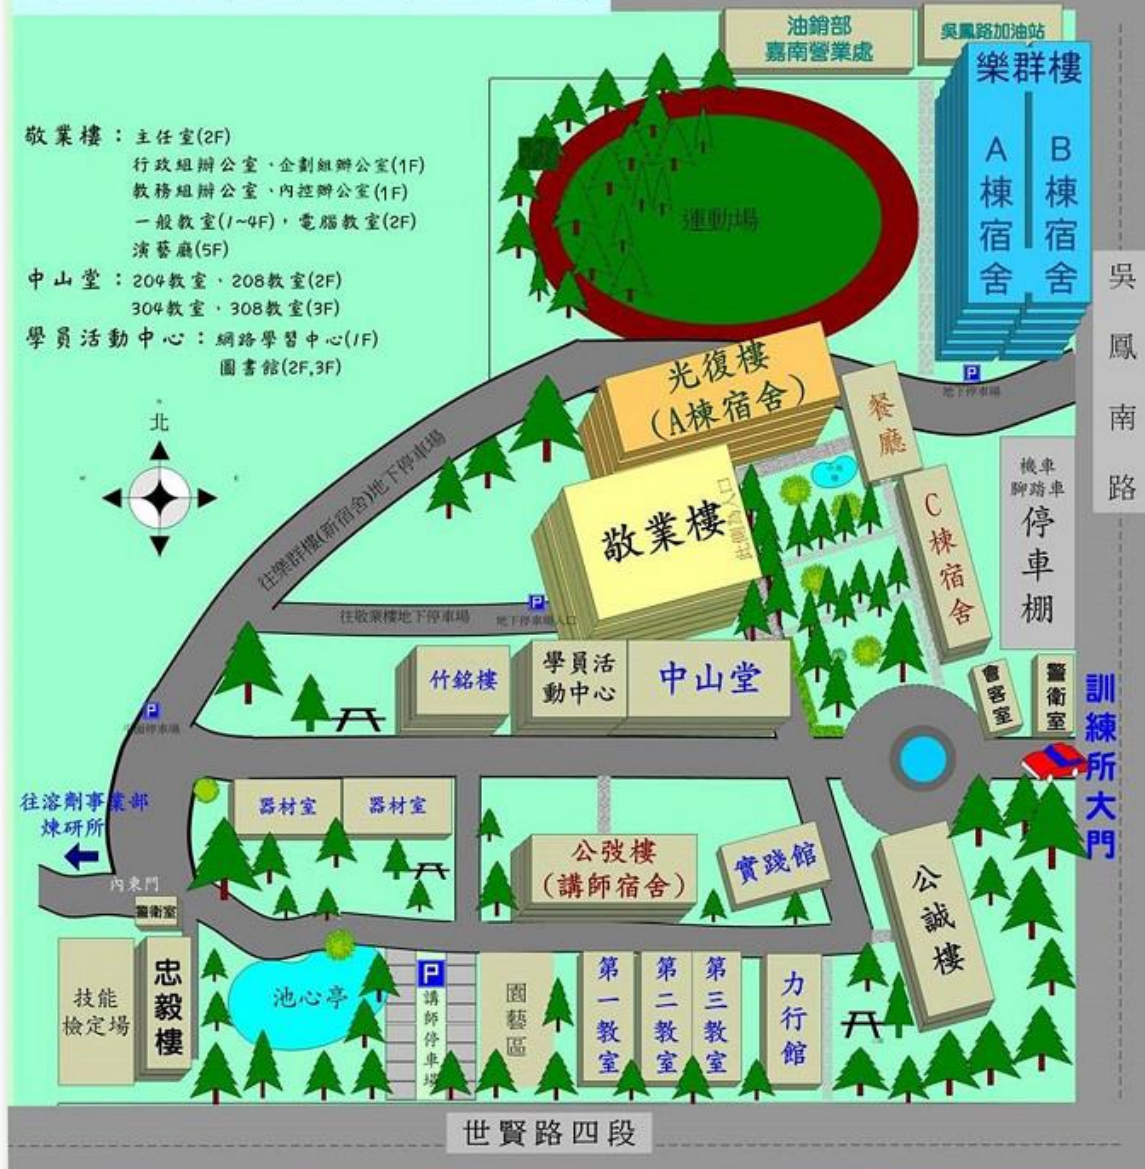 油銷部
嘉南營業處
吳鳳路加油站
樂群樓
A棟宿舍
B棟宿舍
敬業樓：主任室(2F)
行政組辦公室、企劃組辦公室(1F)
教務組辦公室、內控辦公室(1F)
一般教室(1~4F)，電腦教室(2F)
演藝廳(5F)
中山堂：204教室、208教室(2F)
304教室、308教室(3F)
學員活動中心：網路學習中心(1F)
圖書館(2F,3F)
運動場
吳鳳南路
北
光復樓
(A棟宿舍)
餐廳
P
地下停車場
往樂群樓(新宿舍)地下停車場
敬業樓
C棟宿舍
機車
腳踏車
停車棚
往敬業樓地下停車場
P
地下停車場入口
竹銘樓
學員活
動中心
中山堂
會客室
警衛室
訓練所大門
P
往溶劑事業部
煉研所
器材室
器材室
公弢樓
(講師宿舍)
實踐館
公誠樓
內東門
警衛室
忠毅樓
技能
檢定場
池心亭
P
講師停車場
園藝區
第一教室
第二教室
第三教室
力行館
世賢路四段